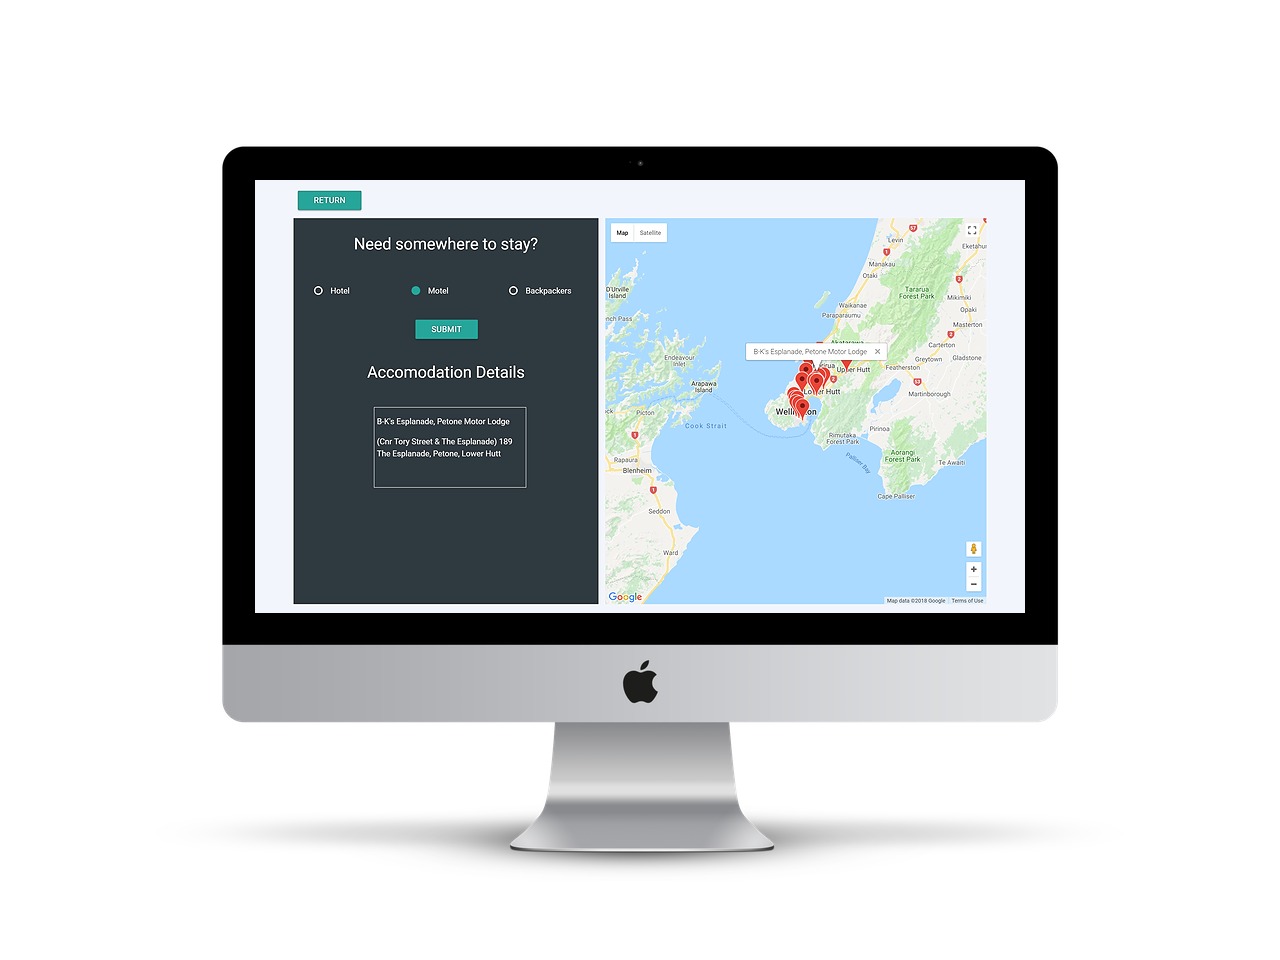 RETURN
Need somewhere to stay?
Hotel
Motel
Backpackers
SUBMIT
Accomodation Details
B-K's Esplanade, Petone Motor Lodge
(Cnr Tory Street & The Esplanade) 189
The Esplanade, Petone, Lower Hutt
Map
Satellite
Levin
Eketahu
Manakau
Otaki
D'Urville
Island
Tararua
Forest Park
Mikimiki
Waikanae
Opaki
nch Pass
Paraparaumu
Masterton
Akatarawa
Carterton
B-K's Esplanade, Petone Motor Lodge
Endeavour
Inlet
Greytown
Gladstone
Upper Hutt
Featherston
Arapawa
Island
Lower Hutt
Martinborough
Picton
Wellington
Cook Strait
Pirinoa
Rimutaka
Forest Park
Aorangi
Forest Park
Rapaura
Palliser Bay
Te Awaiti
Blenheim
Cape Palliser
Seddon
Ward
Google
Map data ©2018 Google
Terms of Use